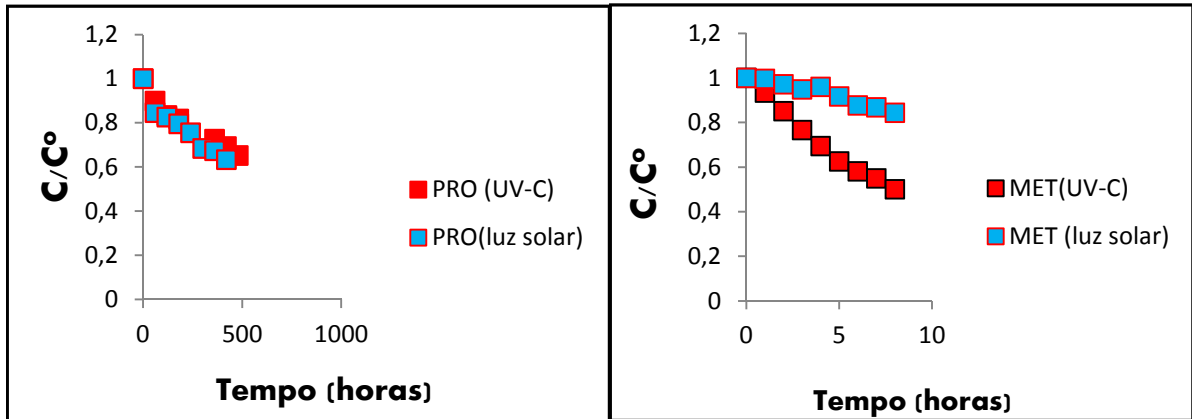 1,2
1
0,8
0,6
0,4
0,2
0
C/Cº
0 500 1000
Tempo (horas)
PRO (UV-C)
PRO(luz solar)
1,2
1
0,8
0,6
0,4
0,2
0
C/Cº
0 5 10
Tempo (horas)
MET(UV-C)
MET (luz solar)